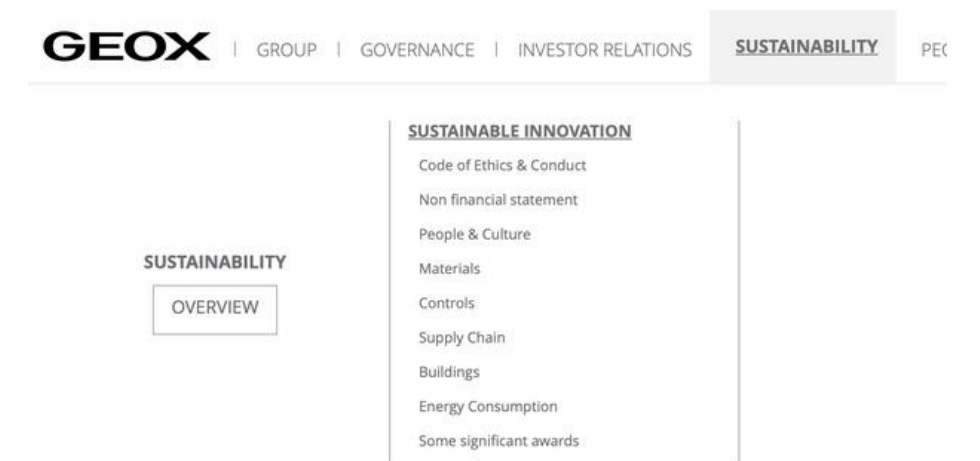 GEOX | GROUP | GOVERNANCE | INVESTOR RELATIONS SUSTAINABILITY PEC
SUSTAINABLE INNOVATION
Code of Ethics & Conduct
Non financial statement
People & Culture
SUSTAINABILITY
Materials
Controls
OVERVIEW
Supply Chain
Buildings
Energy Consumption
Some significant awards